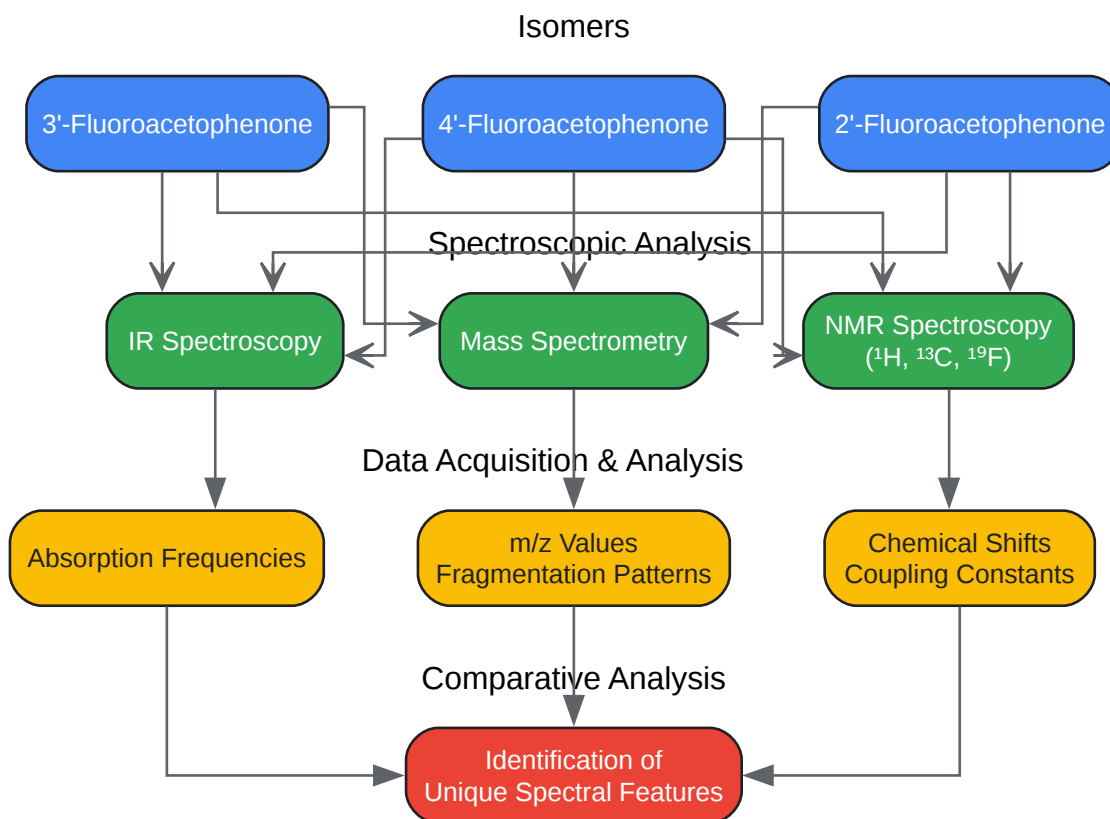 Isomers
3'-Fluoroacetophenone
4'-Fluoroacetophenone
2'-Fluoroacetophenone
Spectroscopic Analysis
IR Spectroscopy
Mass Spectrometry
NMR Spectroscopy
(¹H, ¹³C, ¹⁹F)
Data Acquisition & Analysis
Absorption Frequencies
m/z Values
Fragmentation Patterns
Chemical Shifts
Coupling Constants
Comparative Analysis
Identification of
Unique Spectral Features